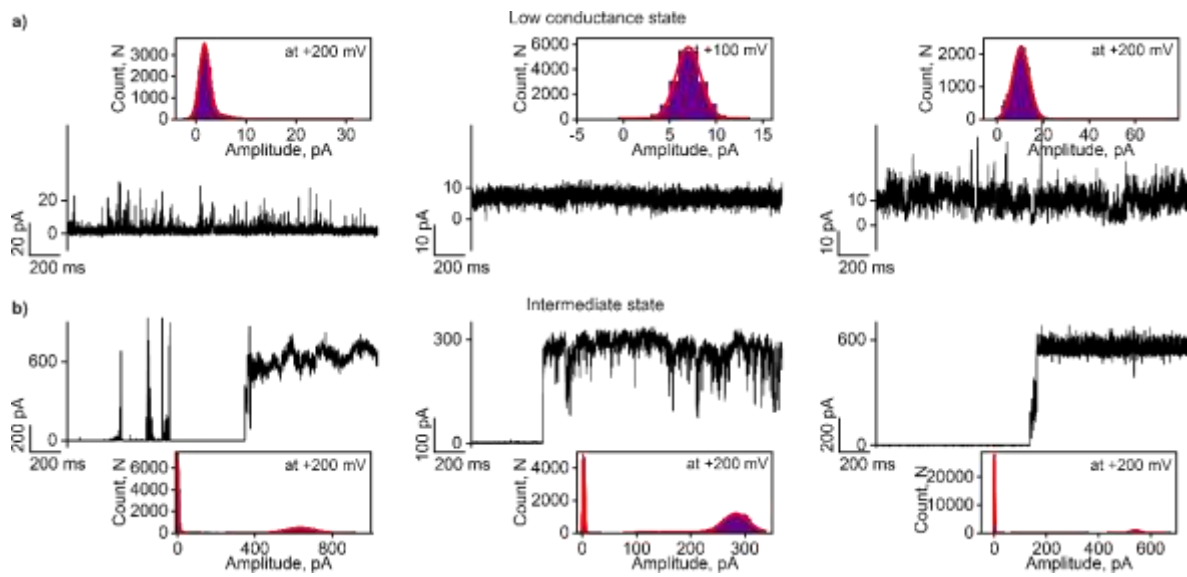 a)
Low conductance state
Count, N
3000
2000
1000
0
at +200 mV
0 10 20 30
Amplitude, pA
20
0
20 pA
200 ms
Count, N
6000
4000
2000
0
+100 mV
-5 0 5 10 15
Amplitude, pA
10
0
10 pA
200 ms
Count, N
2000
1000
0
at +200 mV
0 20 40 60
Amplitude, pA
10
0
10 pA
200 ms
b)
Intermediate state
600
0
200 pA
200 ms
Count, N
6000
4000
2000
0
at +200 mV
0 400 800
Amplitude, pA
300
0
100 pA
200 ms
Count, N
4000
2000
0
at +200 mV
0 100 200 300
Amplitude, pA
600
0
200 pA
200 ms
Count, N
20000
10000
0
at +200 mV
0 200 400 600
Amplitude, pA